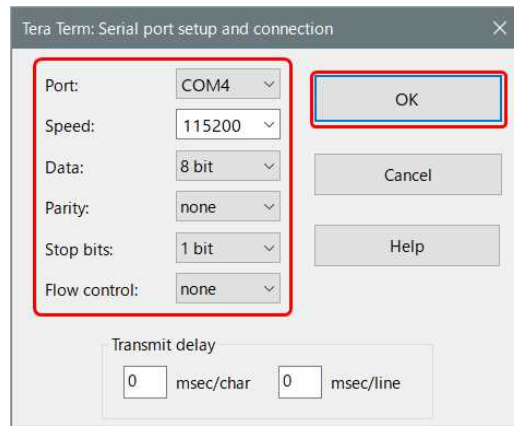 Tera Term: Serial port setup and connection
Port: COM4
Speed: 115200
Data: 8 bit
Parity: none
Stop bits: 1 bit
Flow control: none
OK
Cancel
Help
Transmit delay
0 msec/char 0 msec/line